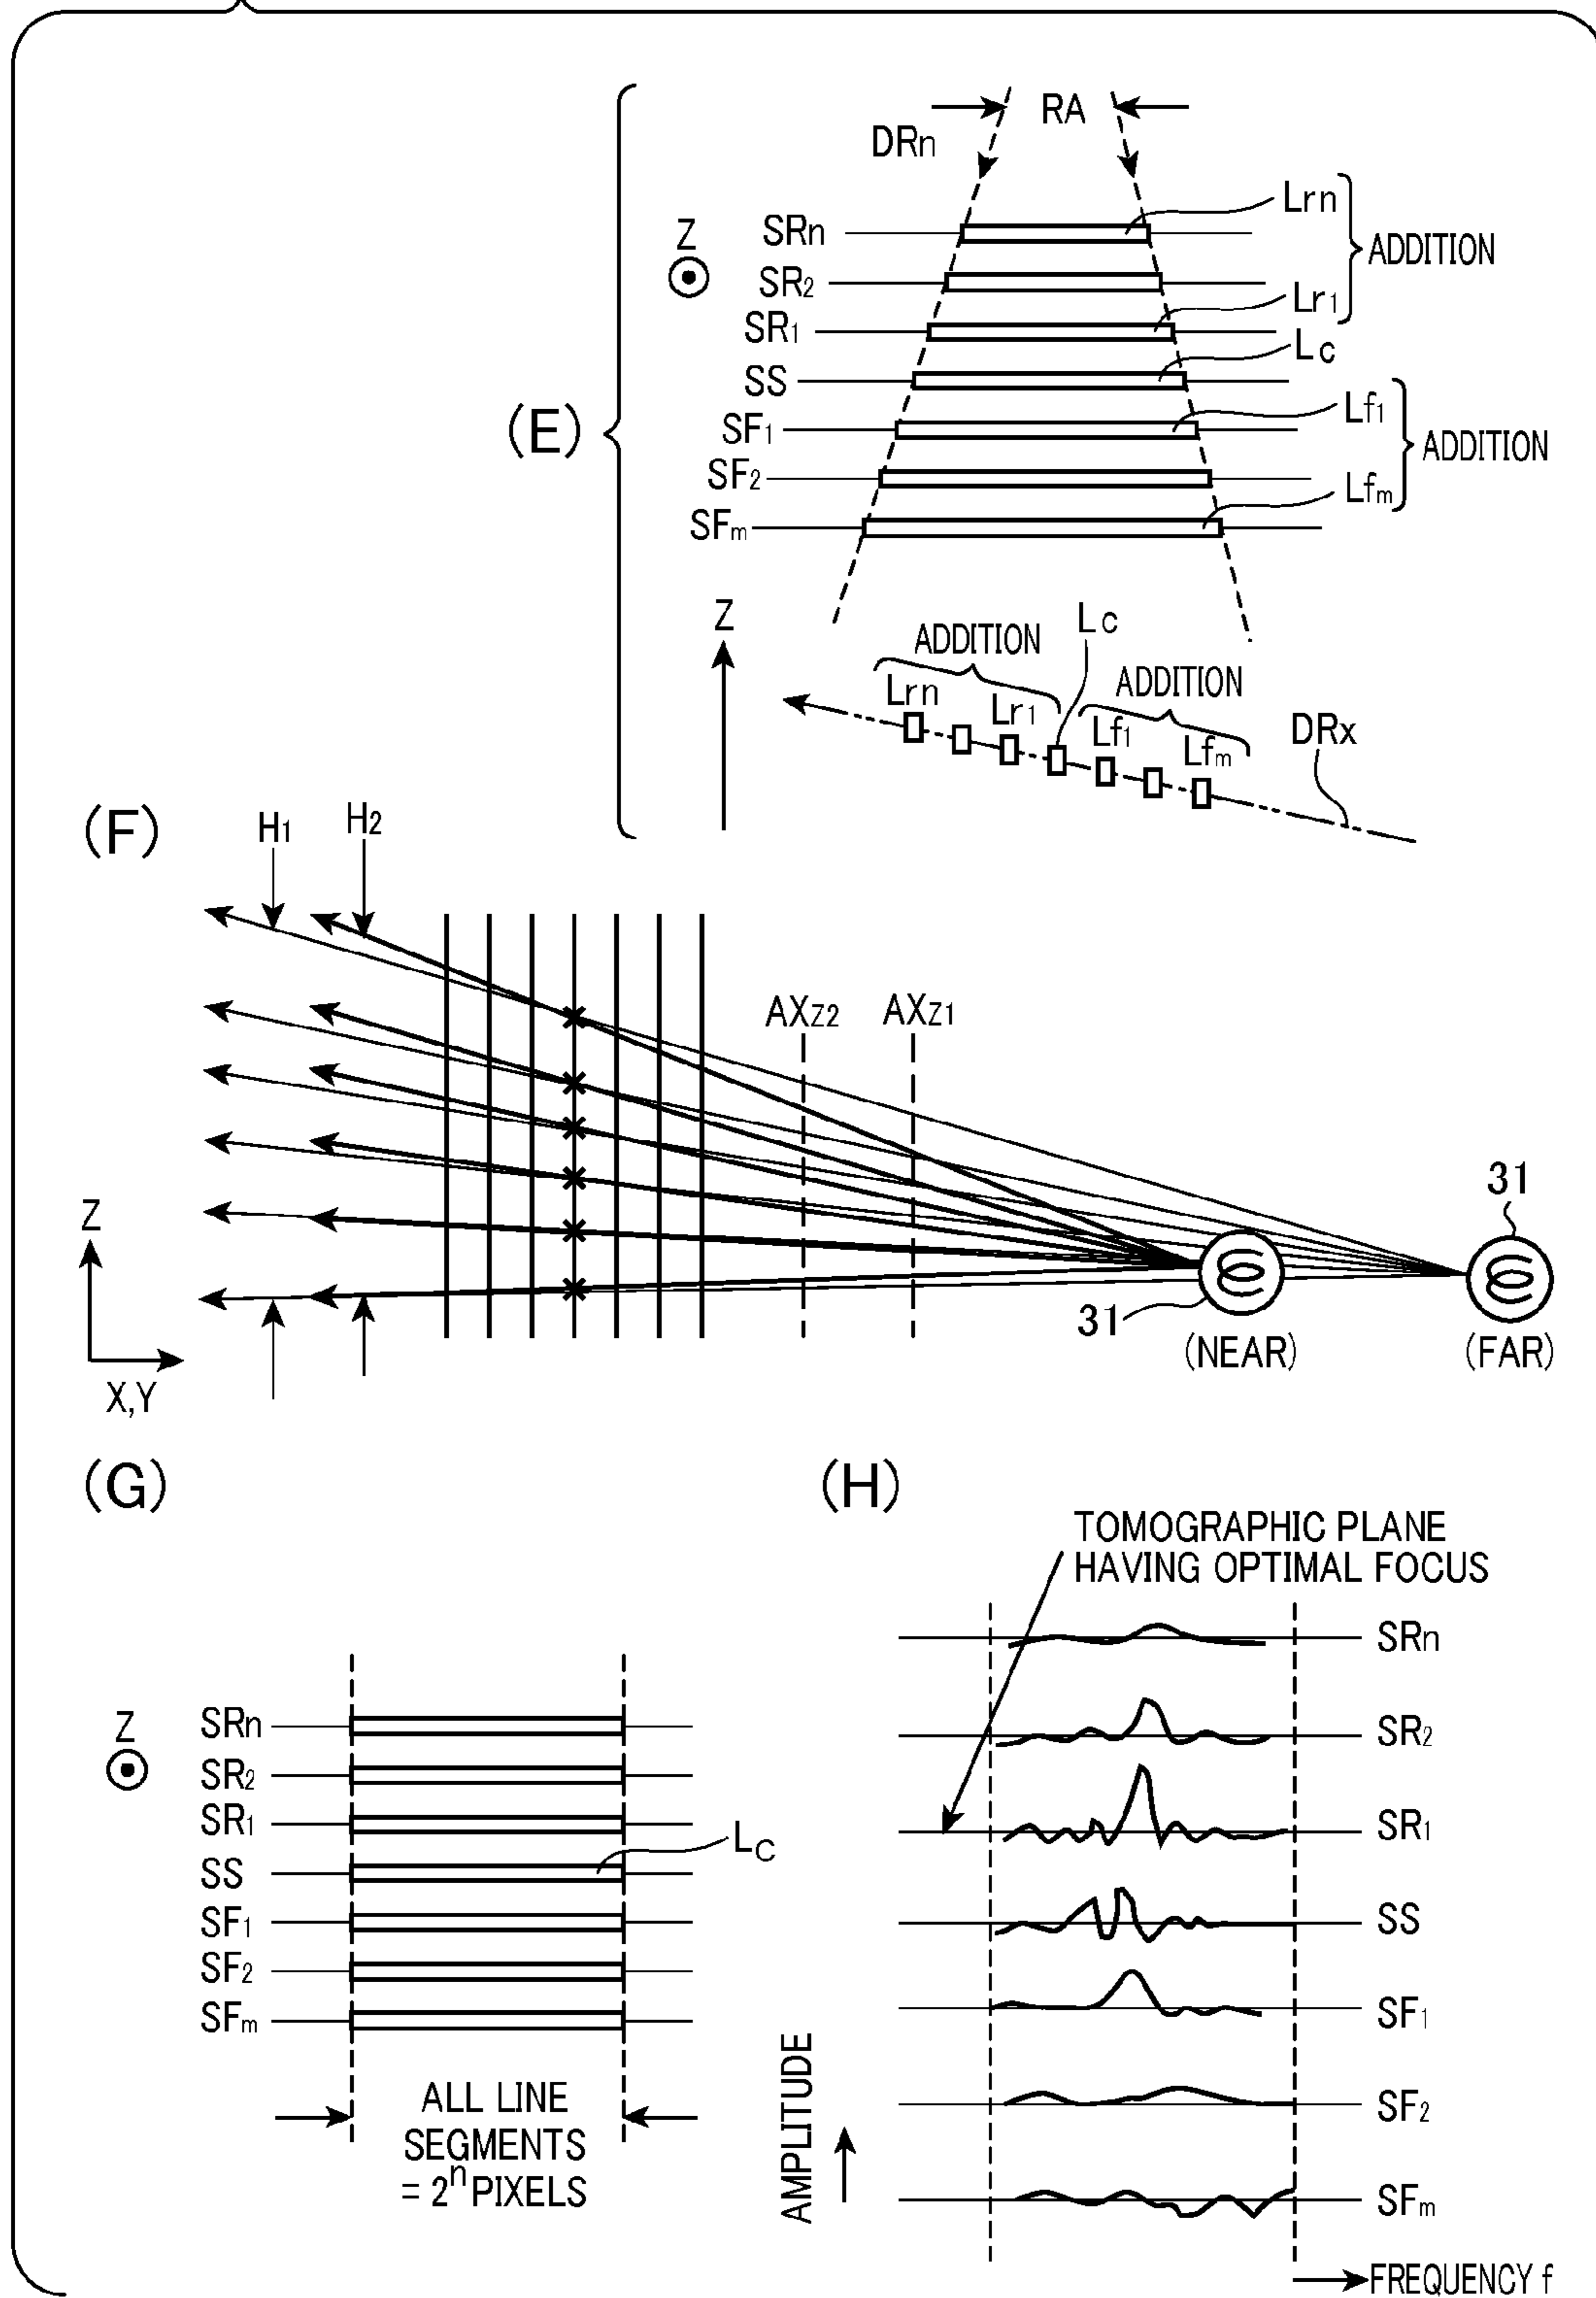 RA
DRn
Lrn
SRn
ADDITION
Z
SR2
Lr1
SR1
Lc
SS
Lf1
(E)
SF1
ADDITION
SF2
Lfm
SFm
Z
Lc
ADDITION
ADDITION
Lrn
Lr1
Lf1
Lfm
DRx
(F)
H1
H2
AXZ2
AXZ1
31
Z
31
(NEAR)
(FAR)
X,Y
(G)
(H)
TOMOGRAPHIC PLANE
HAVING OPTIMAL FOCUS
Z
SRn
SR2
SR1
LC
SS
SF1
SF2
SFm
ALL LINE
SEGMENTS
= 2^n PIXELS
SRn
SR2
SR1
SS
SF1
SF2
SFm
AMPLITUDE
FREQUENCY f